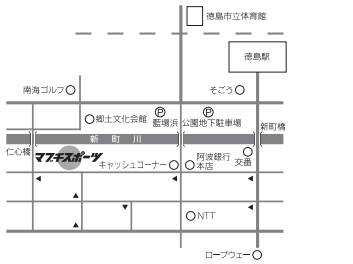 徳島市立体育館
徳島駅
南海ゴルフ
そごう
郷土文化会館
P
藍場浜
P
公園地下駐車場
新町川
新町橋
仁心橋
マブチスポーツ
キャッシュコーナー
阿波銀行
本店
交番
NTT
ロープウェー